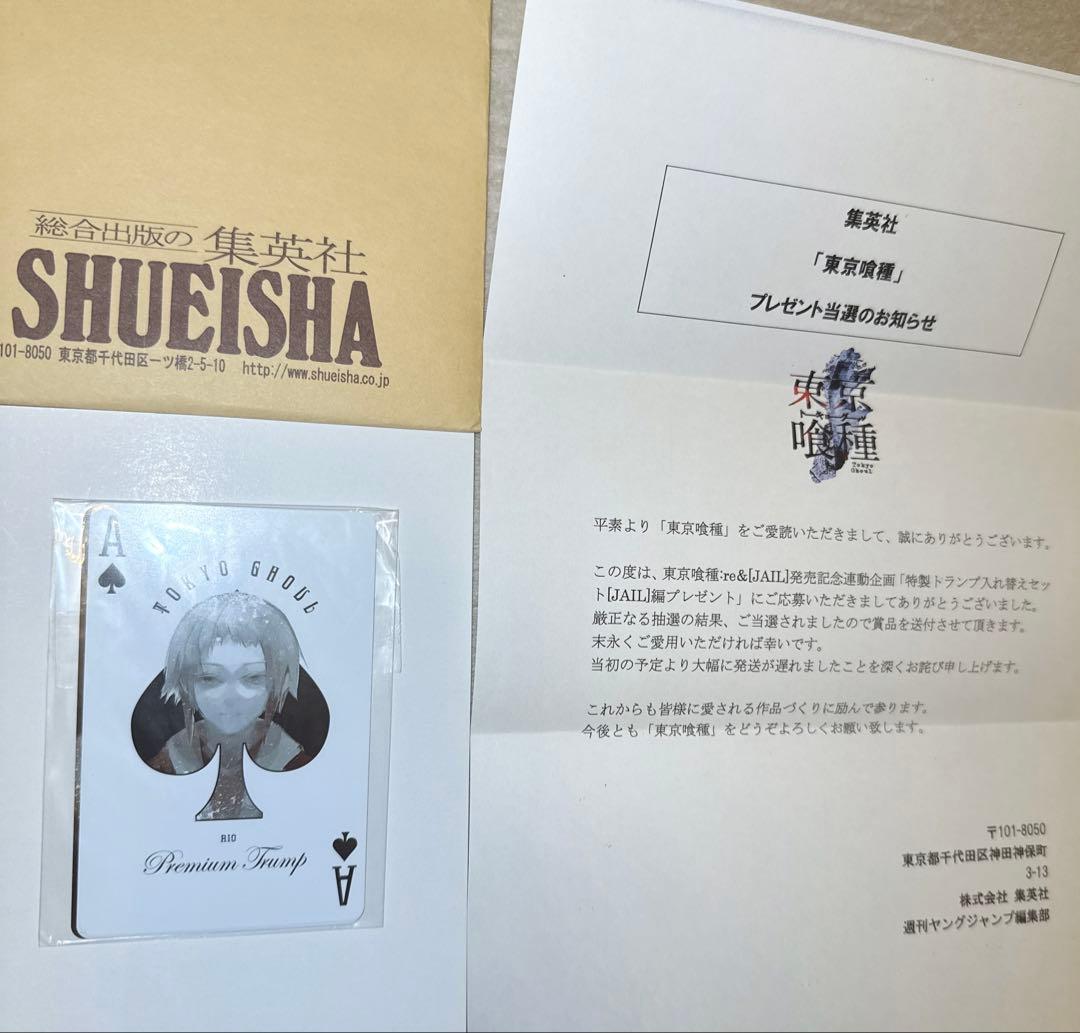 総合出版の 集英社
SHUEISHA
101-8050 東京都千代田区一ツ橋2-5-10 http://www.shueisha.co.jp
集英社
「東京喰種」
プレゼント当選のお知らせ
東京
喰種
Tokyo
Ghoul
平素より「東京喰種」をご愛読いただきまして、誠にありがとうございます。
この度は、東京喰種:re&[JAIL]発売記念連動企画「特製トランプ入れ替えセッ
ト[JAIL]編プレゼント」にご応募いただきましてありがとうございました。
厳正なる抽選の結果、ご当選されましたので賞品を送付させて頂きます。
末永くご愛用いただければ幸いです。
当初の予定より大幅に発送が遅れましたことを深くお詫び申し上げます。
これからも皆様に愛される作品づくりに励んで参ります。
今後とも「東京喰種」をどうぞよろしくお願い致します。
〒101-8050
東京都千代田区神田神保町
3-13
株式会社 集英社
週刊ヤングジャンプ編集部
A
TOKYO GHOUL
RIO
Premium Trump
A